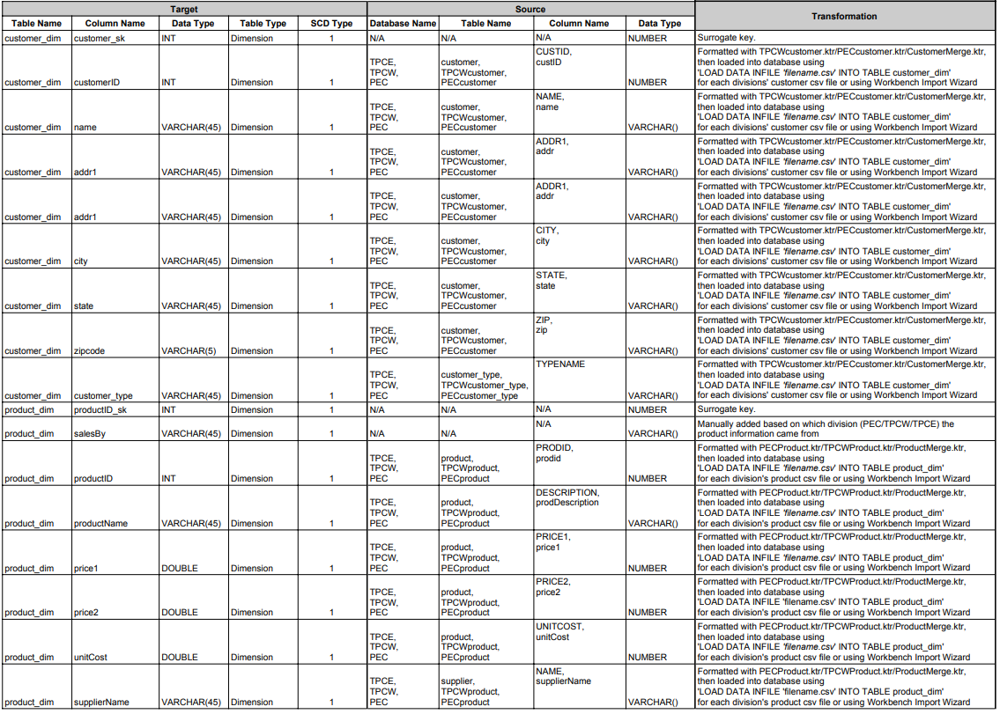 Target Source Transformation
Table Name Column Name Data Type Table Type SCD Type Database Name Table Name Column Name Data Type
customer_dim customer_sk INT Dimension 1 N/A N/A N/A NUMBER Surrogate key.
CUSTID, Formatted with TPCWcustomer.ktr/PECcustomer.ktr/CustomerMerge.ktr,
TPCE, customer, custID then loaded into database using
TPCW, TPCWcustomer, 'LOAD DATA INFILE 'filename.csv' INTO TABLE customer_dim'
customer_dim customerID INT Dimension 1 PEC PECcustomer NUMBER for each divisions' customer csv file or using Workbench Import Wizard
NAME, Formatted with TPCWcustomer.ktr/PECcustomer.ktr/CustomerMerge.ktr,
TPCE, customer, name then loaded into database using
TPCW, TPCWcustomer, 'LOAD DATA INFILE 'filename.csv' INTO TABLE customer_dim'
customer_dim name VARCHAR(45) Dimension 1 PEC PECcustomer VARCHAR() for each divisions' customer csv file or using Workbench Import Wizard
ADDR1, Formatted with TPCWcustomer.ktr/PECcustomer.ktr/CustomerMerge.ktr,
TPCE, customer, addr then loaded into database using
TPCW, TPCWcustomer, 'LOAD DATA INFILE 'filename.csv' INTO TABLE customer_dim'
customer_dim addr1 VARCHAR(45) Dimension 1 PEC PECcustomer VARCHAR() for each divisions' customer csv file or using Workbench Import Wizard
ADDR1, Formatted with TPCWcustomer.ktr/PECcustomer.ktr/CustomerMerge.ktr,
TPCE, customer, addr then loaded into database using
TPCW, TPCWcustomer, 'LOAD DATA INFILE 'filename.csv' INTO TABLE customer_dim'
customer_dim addr1 VARCHAR(45) Dimension 1 PEC PECcustomer VARCHAR() for each divisions' customer csv file or using Workbench Import Wizard
CITY, Formatted with TPCWcustomer.ktr/PECcustomer.ktr/CustomerMerge.ktr,
TPCE, customer, city then loaded into database using
TPCW, TPCWcustomer, 'LOAD DATA INFILE 'filename.csv' INTO TABLE customer_dim'
customer_dim city VARCHAR(45) Dimension 1 PEC PECcustomer VARCHAR() for each divisions' customer csv file or using Workbench Import Wizard
STATE, Formatted with TPCWcustomer.ktr/PECcustomer.ktr/CustomerMerge.ktr,
TPCE, customer, state then loaded into database using
TPCW, TPCWcustomer, 'LOAD DATA INFILE 'filename.csv' INTO TABLE customer_dim'
customer_dim state VARCHAR(45) Dimension 1 PEC PECcustomer VARCHAR() for each divisions' customer csv file or using Workbench Import Wizard
ZIP, Formatted with TPCWcustomer.ktr/PECcustomer.ktr/CustomerMerge.ktr,
TPCE, customer, zip then loaded into database using
TPCW, TPCWcustomer, 'LOAD DATA INFILE 'filename.csv' INTO TABLE customer_dim'
customer_dim zipcode VARCHAR(5) Dimension 1 PEC PECcustomer VARCHAR() for each divisions' customer csv file or using Workbench Import Wizard
TYPENAME Formatted with TPCWcustomer.ktr/PECcustomer.ktr/CustomerMerge.ktr,
TPCE, customer_type, then loaded into database using
TPCW, TPCWcustomer_type, 'LOAD DATA INFILE 'filename.csv' INTO TABLE customer_dim'
customer_dim customer_type VARCHAR(45) Dimension 1 PEC PECcustomer_type VARCHAR() for each divisions' customer csv file or using Workbench Import Wizard
product_dim productID_sk INT Dimension 1 N/A N/A N/A NUMBER Surrogate key.
N/A Manually added based on which division (PEC/TPCW/TPCE) the
product_dim salesBy VARCHAR(45) Dimension 1 N/A N/A VARCHAR() product information came from
PRODID, Formatted with PECProduct.ktr/TPCWProduct.ktr/ProductMerge.ktr,
TPCE, product, prodid then loaded into database using
TPCW, TPCWproduct, 'LOAD DATA INFILE 'filename.csv' INTO TABLE product_dim'
product_dim productID INT Dimension 1 PEC PECproduct NUMBER for each division's product csv file or using Workbench Import Wizard
DESCRIPTION, Formatted with PECProduct.ktr/TPCWProduct.ktr/ProductMerge.ktr,
TPCE, product, prodDescription then loaded into database using
TPCW, TPCWproduct, 'LOAD DATA INFILE 'filename.csv' INTO TABLE product_dim'
product_dim productName VARCHAR(45) Dimension 1 PEC PECproduct VARCHAR() for each division's product csv file or using Workbench Import Wizard
PRICE1, Formatted with PECProduct.ktr/TPCWProduct.ktr/ProductMerge.ktr,
TPCE, product, price1 then loaded into database using
TPCW, TPCWproduct, 'LOAD DATA INFILE 'filename.csv' INTO TABLE product_dim'
product_dim price1 DOUBLE Dimension 1 PEC PECproduct NUMBER for each division's product csv file or using Workbench Import Wizard
PRICE2, Formatted with PECProduct.ktr/TPCWProduct.ktr/ProductMerge.ktr,
TPCE, product, price2 then loaded into database using
TPCW, TPCWproduct, 'LOAD DATA INFILE 'filename.csv' INTO TABLE product_dim'
product_dim price2 DOUBLE Dimension 1 PEC PECproduct NUMBER for each division's product csv file or using Workbench Import Wizard
UNITCOST, Formatted with PECProduct.ktr/TPCWProduct.ktr/ProductMerge.ktr,
TPCE, product, unitCost then loaded into database using
TPCW, TPCWproduct, 'LOAD DATA INFILE 'filename.csv' INTO TABLE product_dim'
product_dim unitCost DOUBLE Dimension 1 PEC PECproduct NUMBER for each division's product csv file or using Workbench Import Wizard
NAME, Formatted with PECProduct.ktr/TPCWProduct.ktr/ProductMerge.ktr,
TPCE, supplier, supplierName then loaded into database using
TPCW, TPCWproduct, 'LOAD DATA INFILE 'filename.csv' INTO TABLE product_dim'
product_dim supplierName VARCHAR(45) Dimension 1 PEC PECproduct VARCHAR() for each division's product csv file or using Workbench Import Wizard